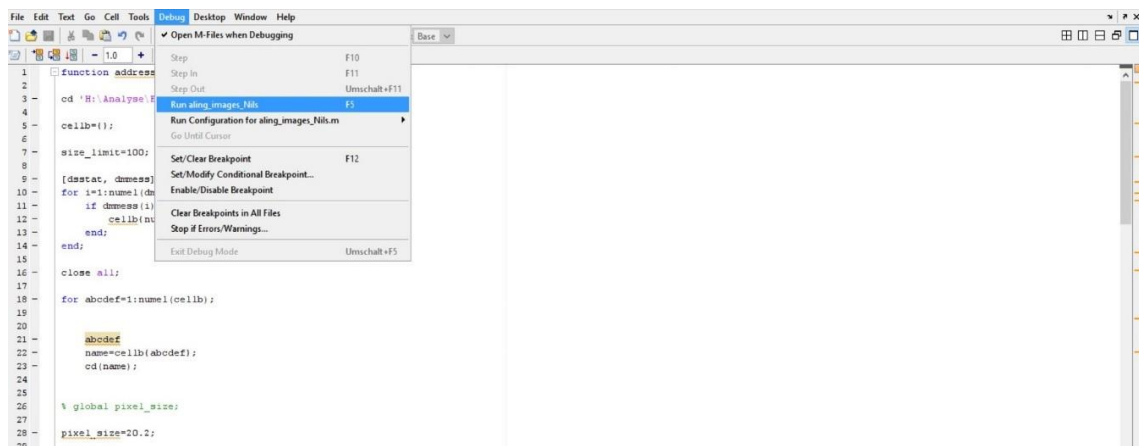 File Edit Text Go Cell Tools Debug Desktop Window Help
✔ Open M-Files when Debugging
Base
- 1.0 +
Step F10
Step In F11
Step Out Umschalt+F11
Run aling_images_Nils F5
Run Configuration for aling_images_Nils.m
Go Until Cursor
Set/Clear Breakpoint F12
Set/Modify Conditional Breakpoint...
Enable/Disable Breakpoint
Clear Breakpoints in All Files
Stop if Errors/Warnings...
Exit Debug Mode Umschalt+F5
1 function address
2
3 - cd 'H:\Analyse\
4
5 - cellb={};
6
7 - size_limit=100;
8
9 - [dsstat, dmmess]
10 - for i=1:numel(dm
11 - if dmmess(i)
12 - cellb(nu
13 - end;
14 - end;
15
16 - close all;
17
18 - for abcdef=1:numel(cellb);
19
20
21 - abcdef
22 - name=cellb{abcdef};
23 - cd(name);
24
25
26 % global pixel_size;
27
28 - pixel_size=20.2;